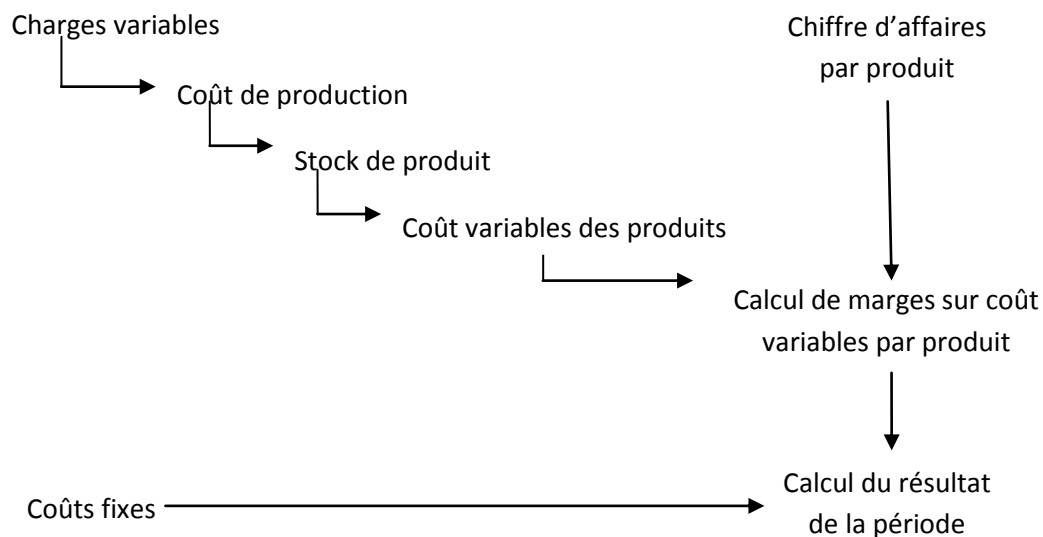 Charges variables
Chiffre d’affaires
par produit
Coût de production
Stock de produit
Coût variables des produits
Calcul de marges sur coût
variables par produit
Coûts fixes
Calcul du résultat
de la période